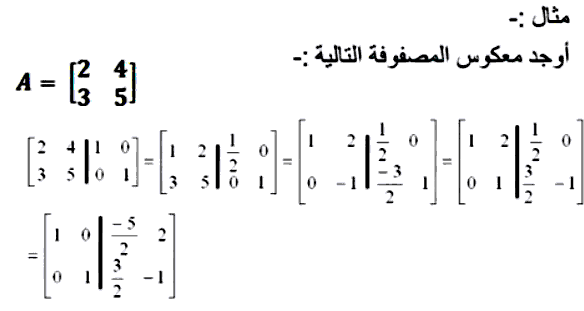 مثال :-
أوجد معكوس المصفوفة التالية :-
A = [2 4; 3 5]
[2 4 | 1 0; 3 5 | 0 1] = [1 2 | 1/2 0; 3 5 | 0 1] = [1 2 | 1/2 0; 0 -1 | -3/2 1] = [1 2 | 1/2 0; 0 1 | 3/2 -1]
= [1 0 | -5/2 2; 0 1 | 3/2 -1]